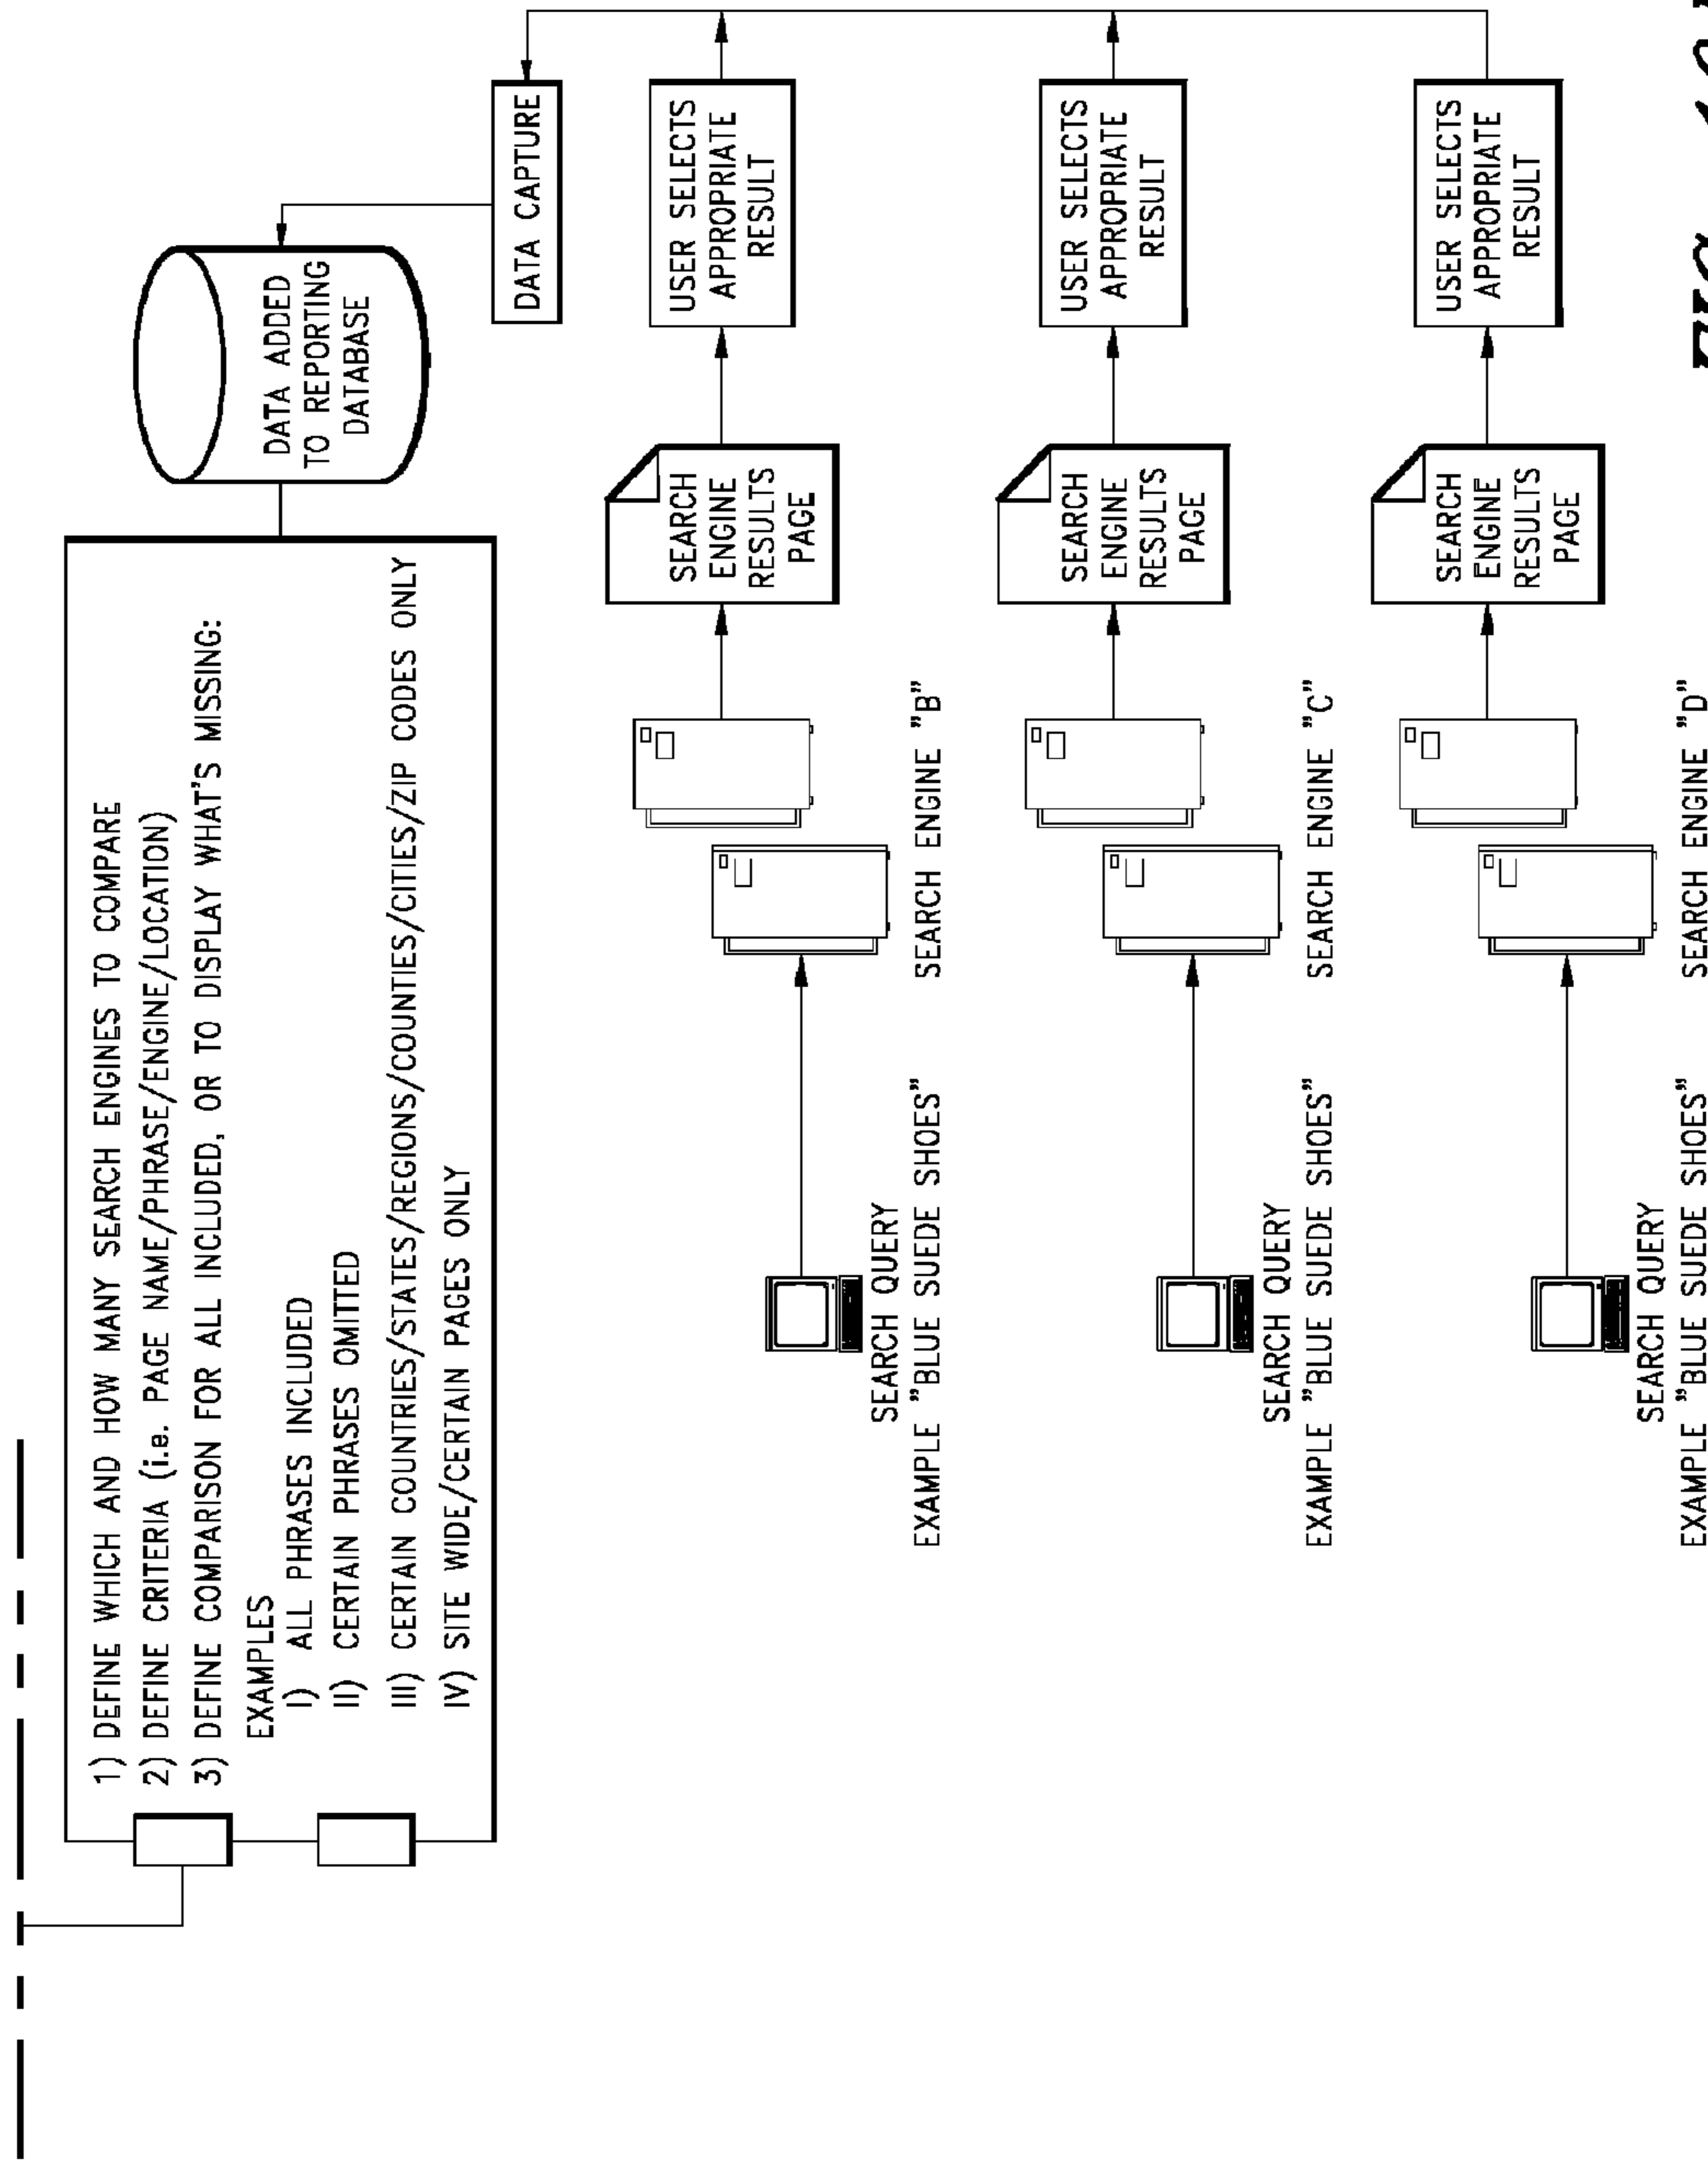 1) DEFINE WHICH AND HOW MANY SEARCH ENGINES TO COMPARE
2) DEFINE CRITERIA (i.e. PAGE NAME/PHRASE/ENGINE/LOCATION)
3) DEFINE COMPARISON FOR ALL INCLUDED, OR TO DISPLAY WHAT'S MISSING:
EXAMPLES
I) ALL PHRASES INCLUDED
II) CERTAIN PHRASES OMITTED
III) CERTAIN COUNTRIES/STATES/REGIONS/COUNTIES/CITIES/ZIP CODES ONLY
IV) SITE WIDE/CERTAIN PAGES ONLY
DATA ADDED
TO REPORTING
DATABASE
DATA CAPTURE
SEARCH QUERY
EXAMPLE "BLUE SUEDE SHOES"
SEARCH ENGINE "B"
SEARCH
ENGINE
RESULTS
PAGE
USER SELECTS
APPROPRIATE
RESULT
SEARCH QUERY
EXAMPLE "BLUE SUEDE SHOES"
SEARCH ENGINE "C"
SEARCH
ENGINE
RESULTS
PAGE
USER SELECTS
APPROPRIATE
RESULT
SEARCH QUERY
EXAMPLE "BLUE SUEDE SHOES"
SEARCH ENGINE "D"
SEARCH
ENGINE
RESULTS
PAGE
USER SELECTS
APPROPRIATE
RESULT